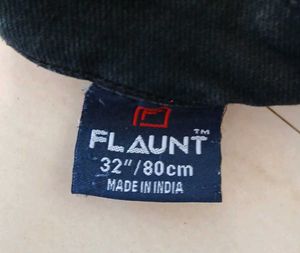 F
FLAUNT™
32"/80cm
MADE IN INDIA